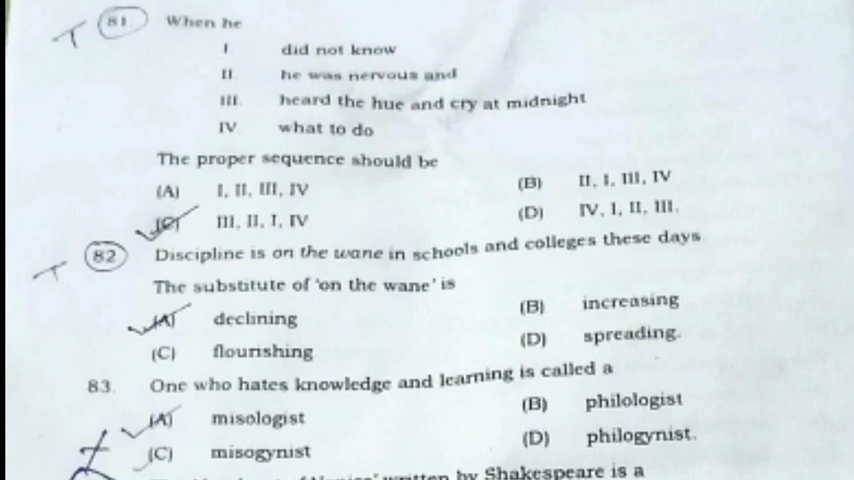 81 When he
I did not know
II he was nervous and
III. heard the hue and cry at midnight
IV what to do
The proper sequence should be
(A) I, II, III, IV (B) II, I, III, IV
(C) III, II, I, IV (D) IV, I, II, III.
82 Discipline is on the wane in schools and colleges these days.
The substitute of 'on the wane' is
(A) declining (B) increasing
(C) flourishing (D) spreading.
83. One who hates knowledge and learning is called a
(A) misologist (B) philologist
(C) misogynist (D) philogynist.
written by Shakespeare is a